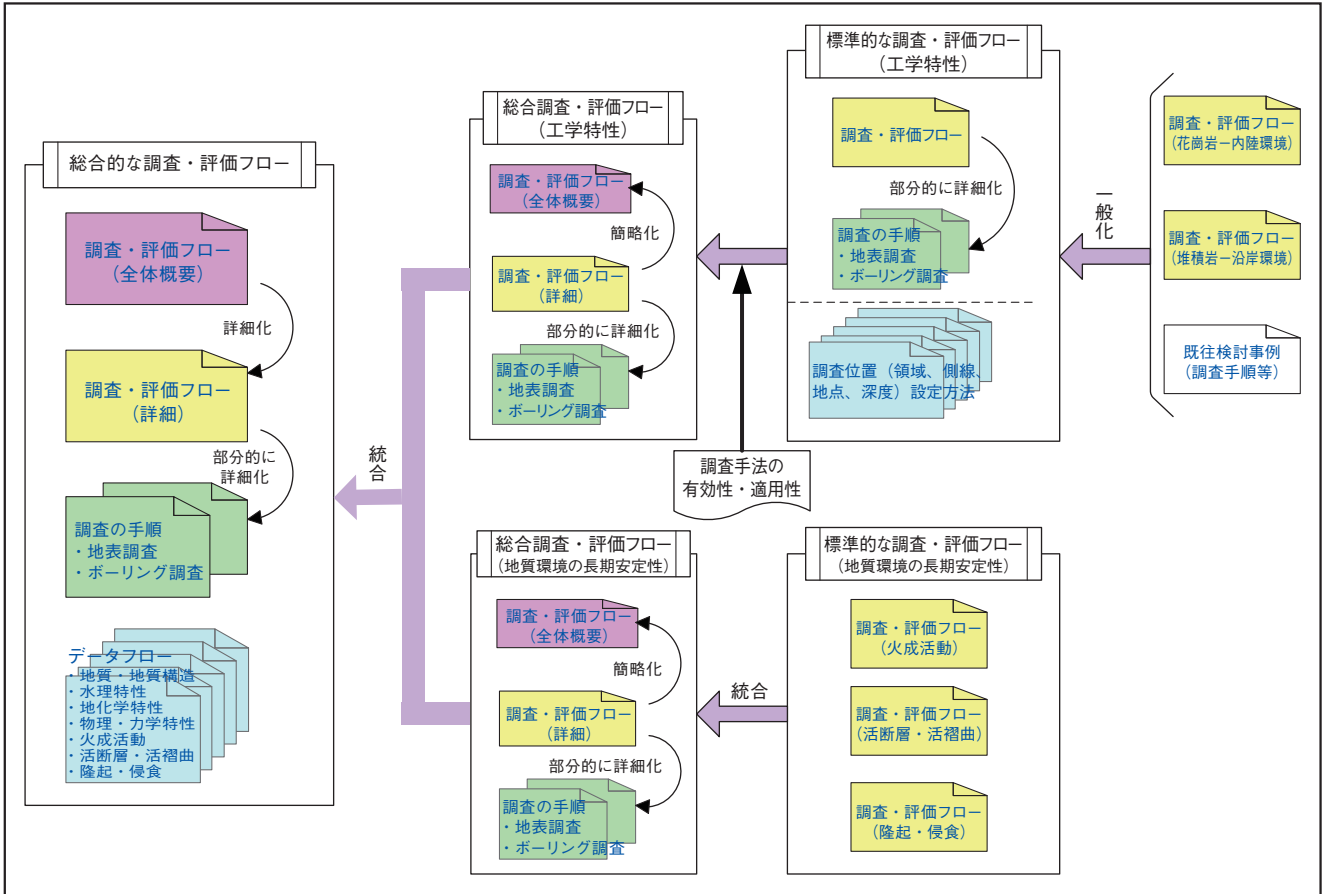 総合的な調査・評価フロー
調査・評価フロー
(全体概要)
詳細化
調査・評価フロー
(詳細)
部分的に
詳細化
調査の手順
・地表調査
・ボーリング調査
データフロー
・地質・地質構造
・水理特性
・地化学特性
・物理・力学特性
・火成活動
・活断層・活褶曲
・隆起・侵食
統合
総合調査・評価フロー
(工学特性)
調査・評価フロー
(全体概要)
簡略化
調査・評価フロー
(詳細)
部分的に詳細化
調査の手順
・地表調査
・ボーリング調査
総合調査・評価フロー
(地質環境の長期安定性)
調査・評価フロー
(全体概要)
簡略化
調査・評価フロー
(詳細)
部分的に詳細化
調査の手順
・地表調査
・ボーリング調査
調査手法の
有効性・適用性
統合
標準的な調査・評価フロー
(工学特性)
調査・評価フロー
部分的に詳細化
調査の手順
・地表調査
・ボーリング調査
調査位置(領域、側線、
地点、深度)設定方法
標準的な調査・評価フロー
(地質環境の長期安定性)
調査・評価フロー
(火成活動)
調査・評価フロー
(活断層・活褶曲)
調査・評価フロー
(隆起・侵食)
一般化
調査・評価フロー
(花崗岩ー内陸環境)
調査・評価フロー
(堆積岩ー沿岸環境)
既往検討事例
(調査手順等)